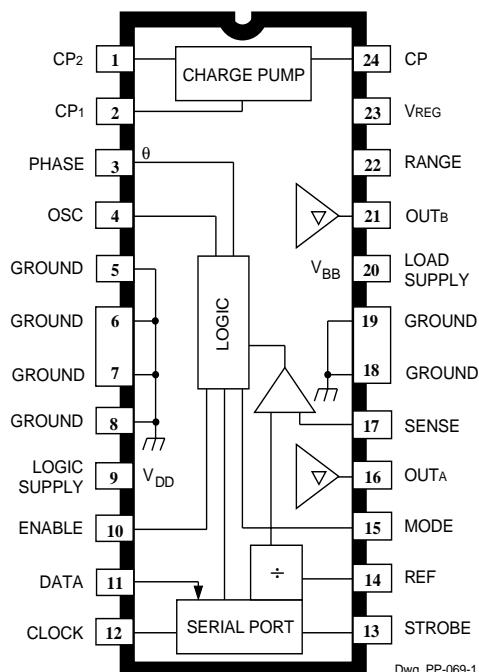 CP2 1 CHARGE PUMP 24 CP
CP1 2 23 VREG
PHASE 3 θ 22 RANGE
OSC 4 21 OUTB
GROUND 5 VBB 20 LOAD SUPPLY
GROUND 6 LOGIC 19 GROUND
GROUND 7 18 GROUND
GROUND 8 17 SENSE
LOGIC SUPPLY 9 VDD 16 OUTA
ENABLE 10 15 MODE
DATA 11 ÷ 14 REF
CLOCK 12 SERIAL PORT 13 STROBE
Dwg. PP-069-1